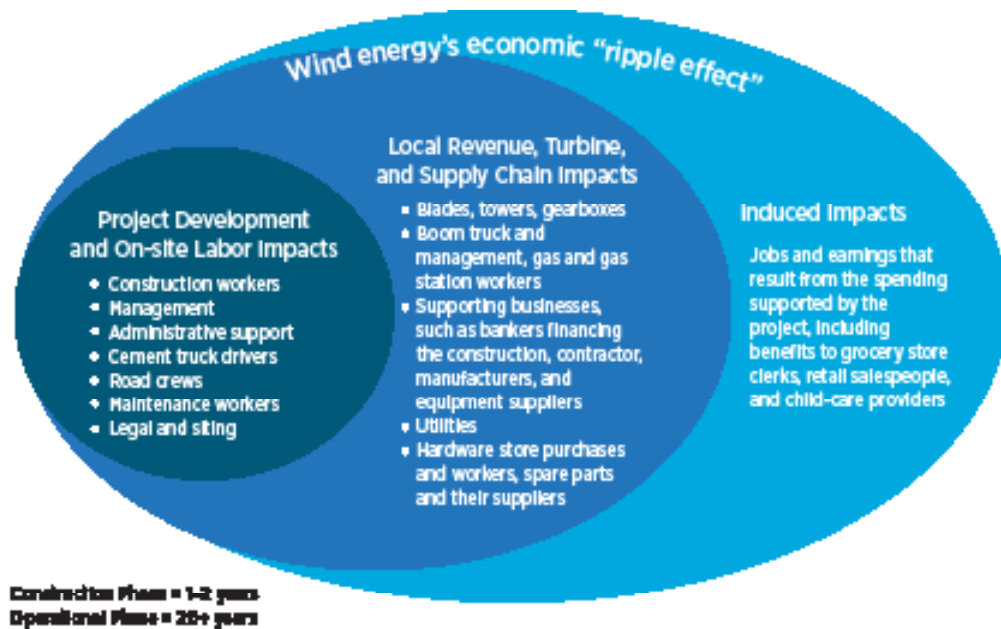 Wind energy's economic “ripple effect”
Project Development
and On-site Labor Impacts
• Construction workers
• Management
• Administrative support
• Cement truck drivers
• Road crews
• Maintenance workers
• Legal and siting
Local Revenue, Turbine,
and Supply Chain Impacts
• Blades, towers, gearboxes
• Boom truck and
management, gas and gas
station workers
• Supporting businesses,
such as bankers financing
the construction, contractor,
manufacturers, and
equipment suppliers
• Utilities
• Hardware store purchases
and workers, spare parts
and their suppliers
Induced Impacts
Jobs and earnings that
result from the spending
supported by the
project, including
benefits to grocery store
clerks, retail salespeople,
and child-care providers
Construction Phase = 1-2 years
Operational Phase = 20+ years